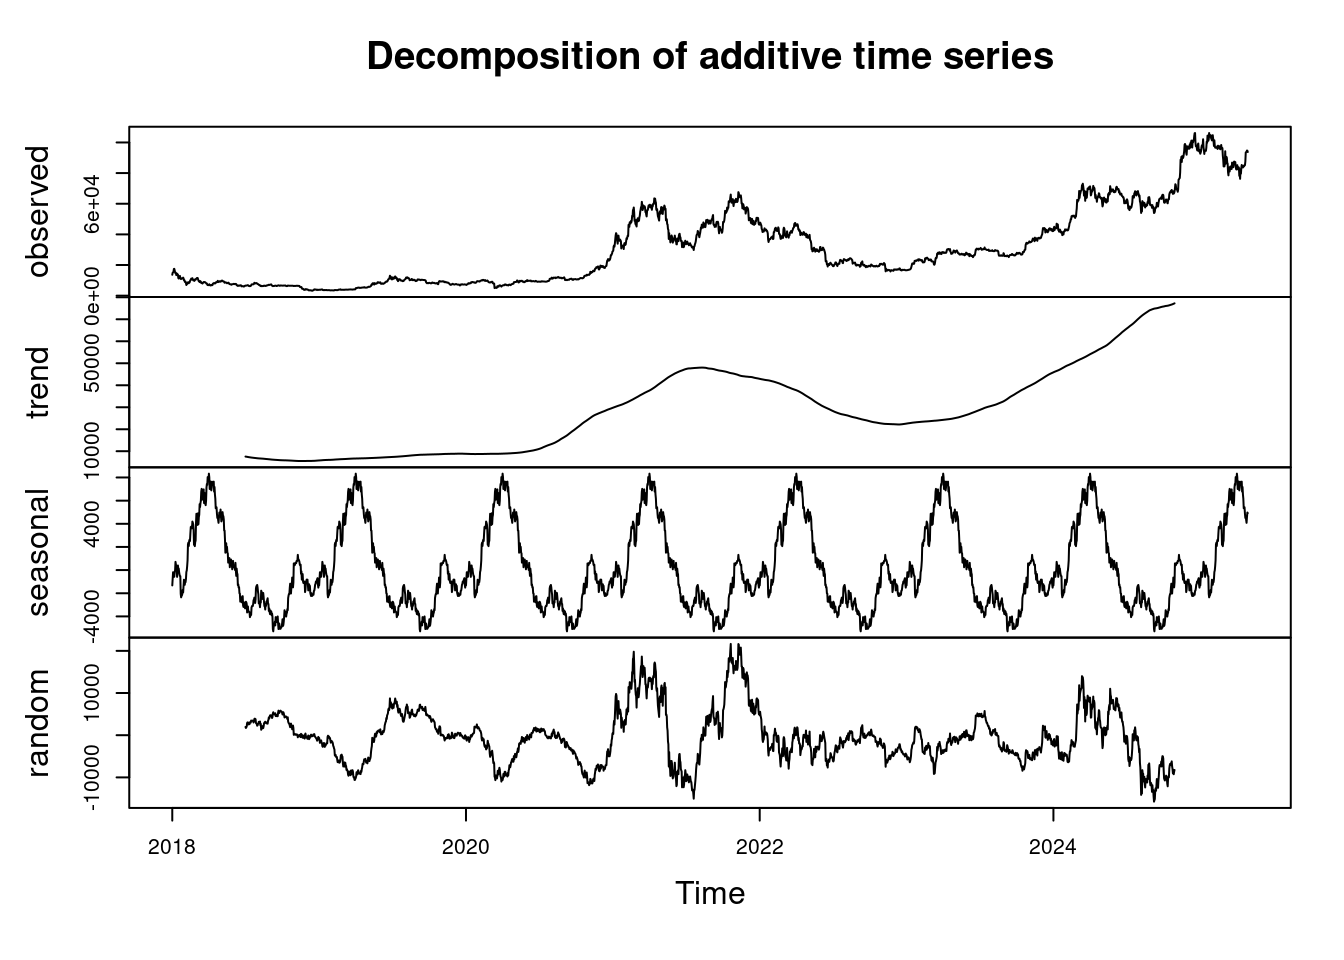 Decomposition of additive time series
observed
0e+00 6e+04
trend
10000 50000
seasonal
-4000 4000
random
-10000 10000
2018 2020 2022 2024
Time